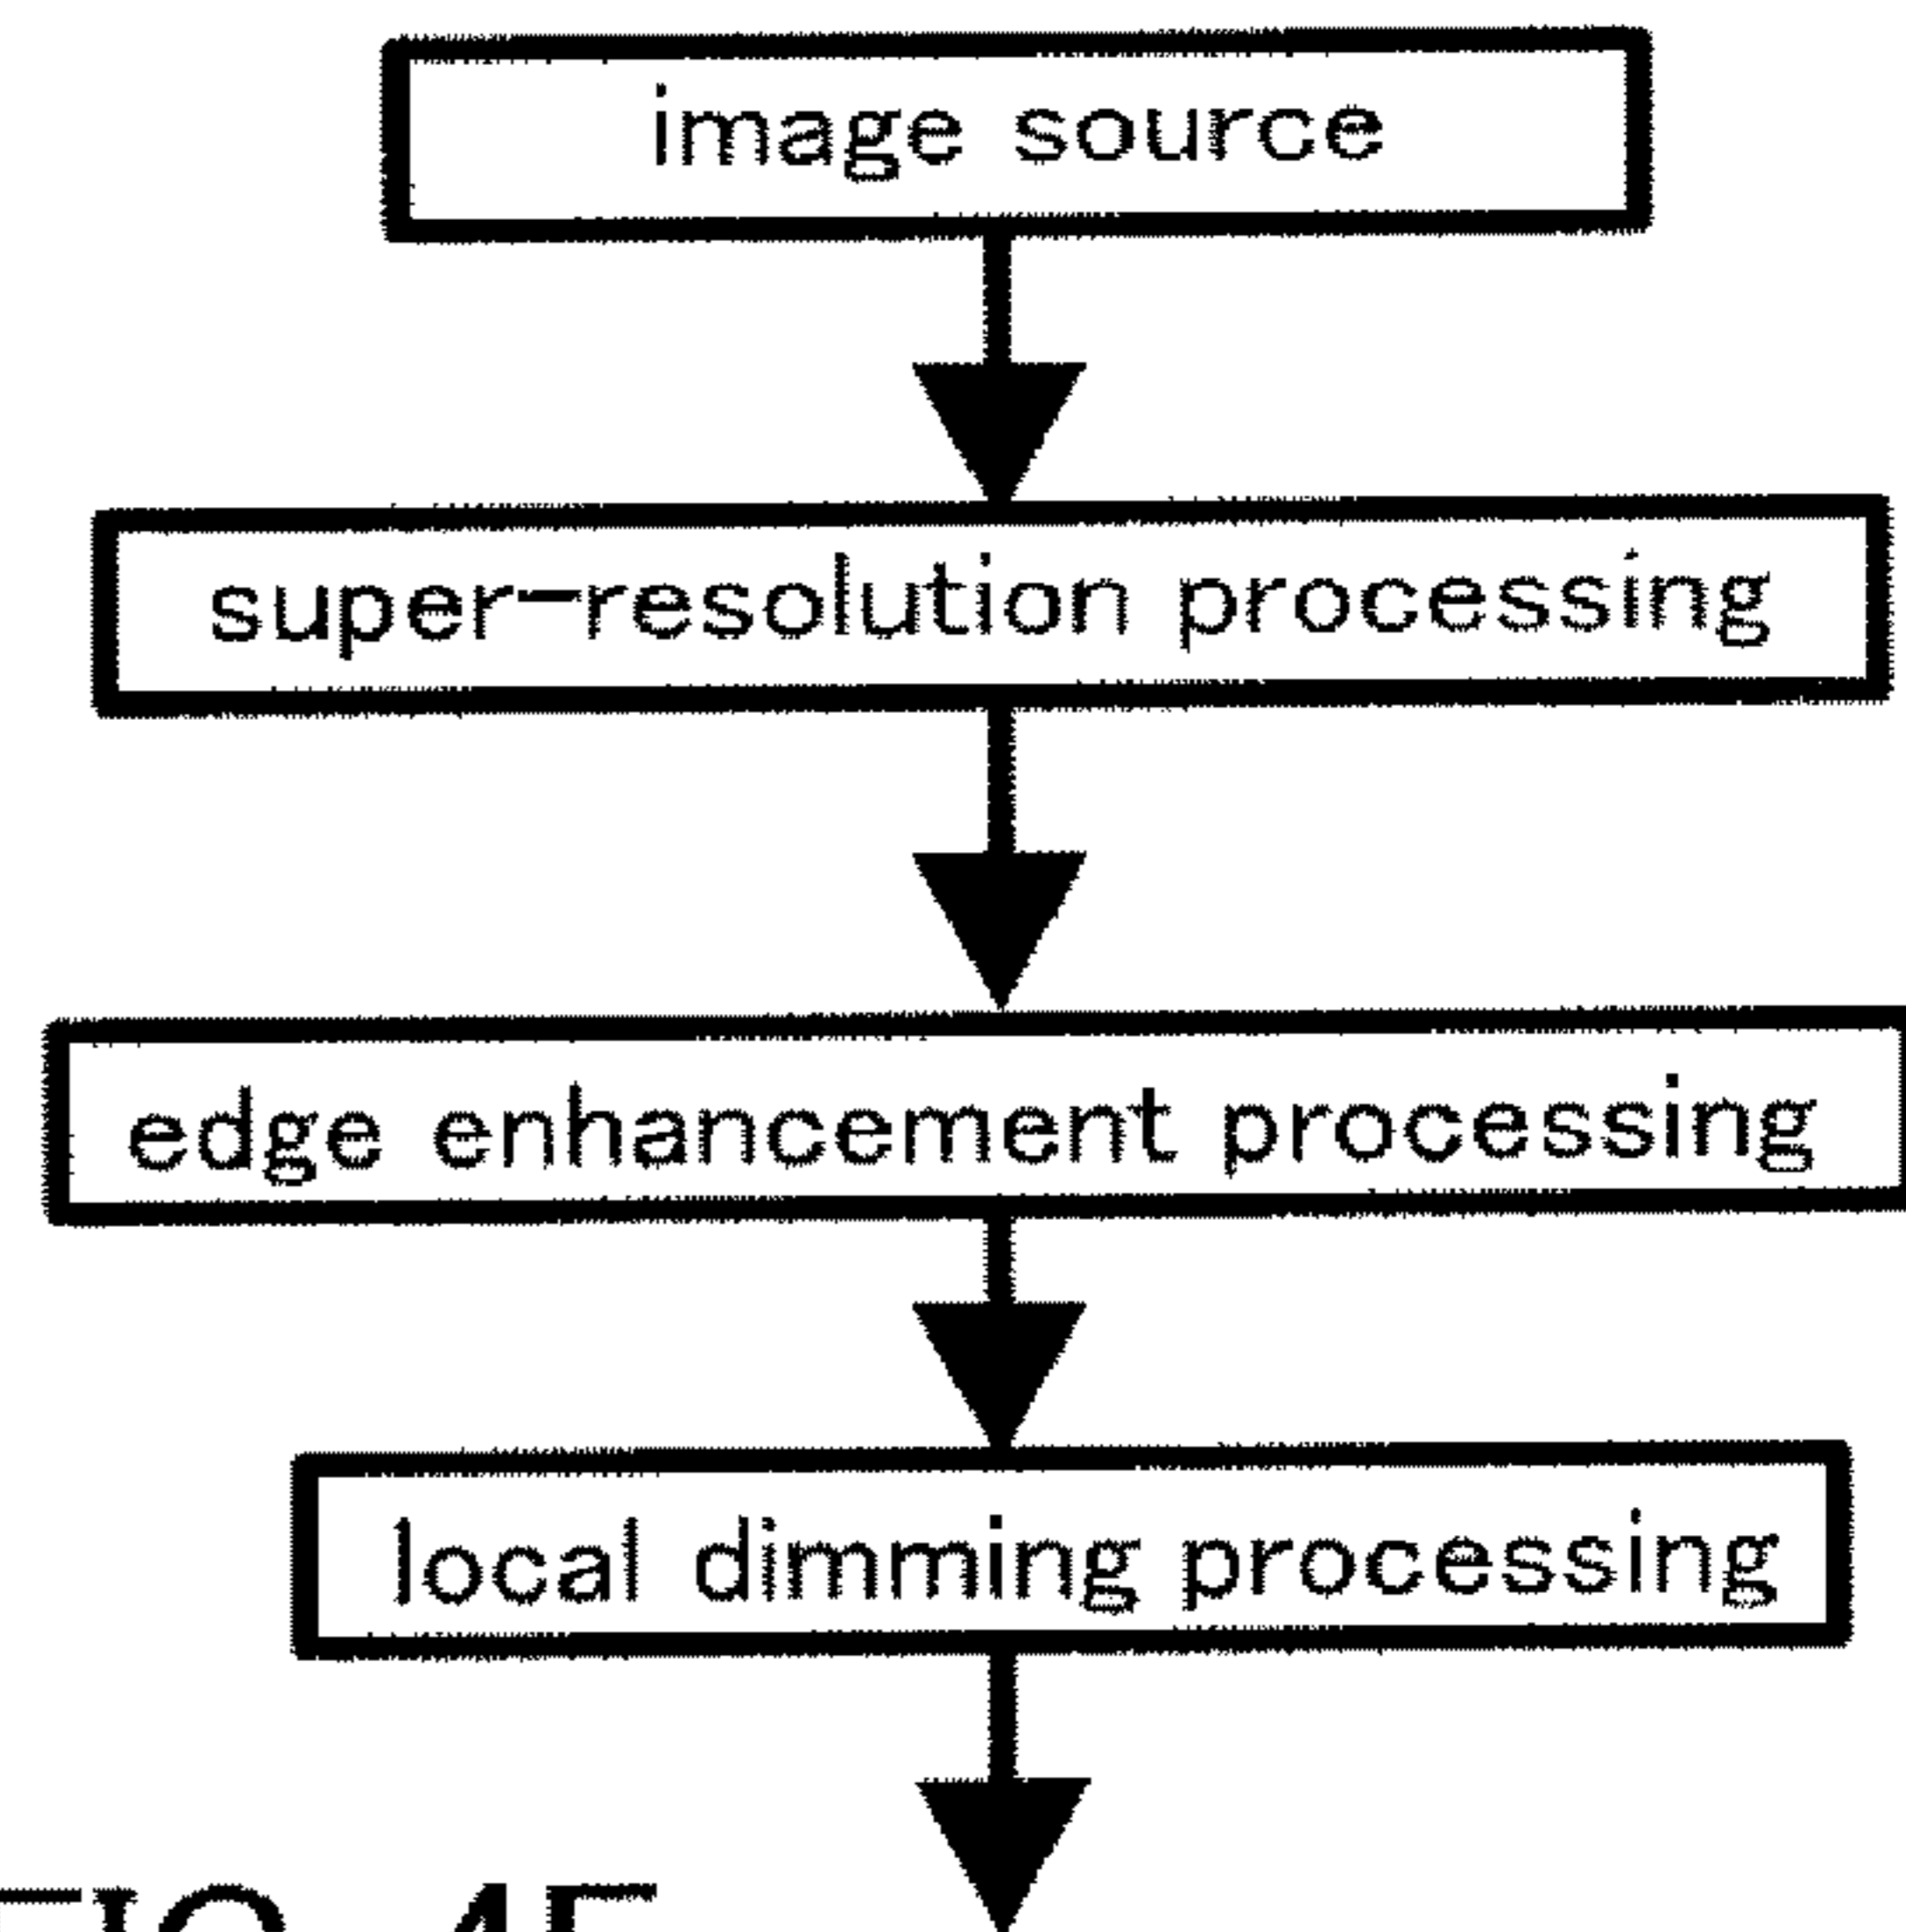 image source
super-resolution processing
edge enhancement processing
local dimming processing